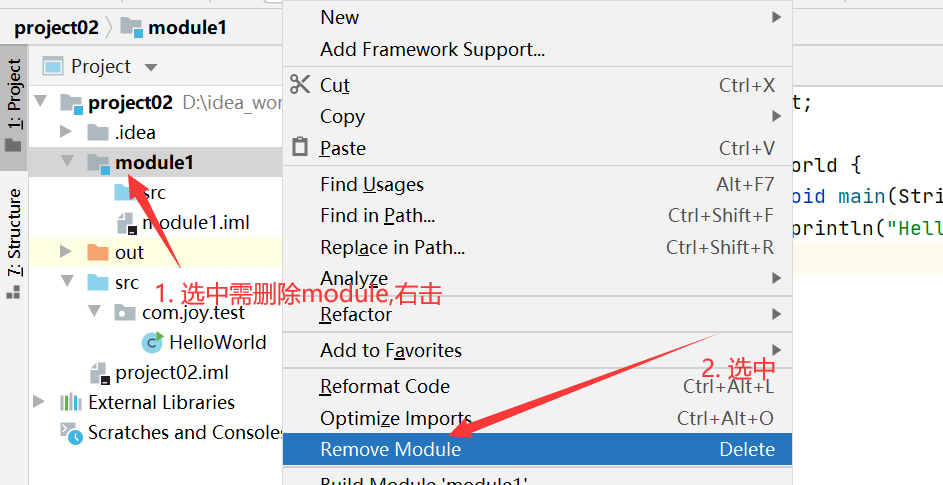 project02 module1
1: Project
7: Structure
Project
project02 D:\idea_wor
.idea
module1
src
module1.iml
out
src
com.joy.test
HelloWorld
project02.iml
External Libraries
Scratches and Consoles
1. 选中需删除module,右击
New
Add Framework Support...
Cut Ctrl+X
Copy
Paste Ctrl+V
Find Usages Alt+F7
Find in Path... Ctrl+Shift+F
Replace in Path... Ctrl+Shift+R
Analyze
Refactor
Add to Favorites
2. 选中
Reformat Code Ctrl+Alt+L
Optimize Imports Ctrl+Alt+O
Remove Module Delete
Build Module 'module1'
t;
orld {
oid main(Stri
println("Hell